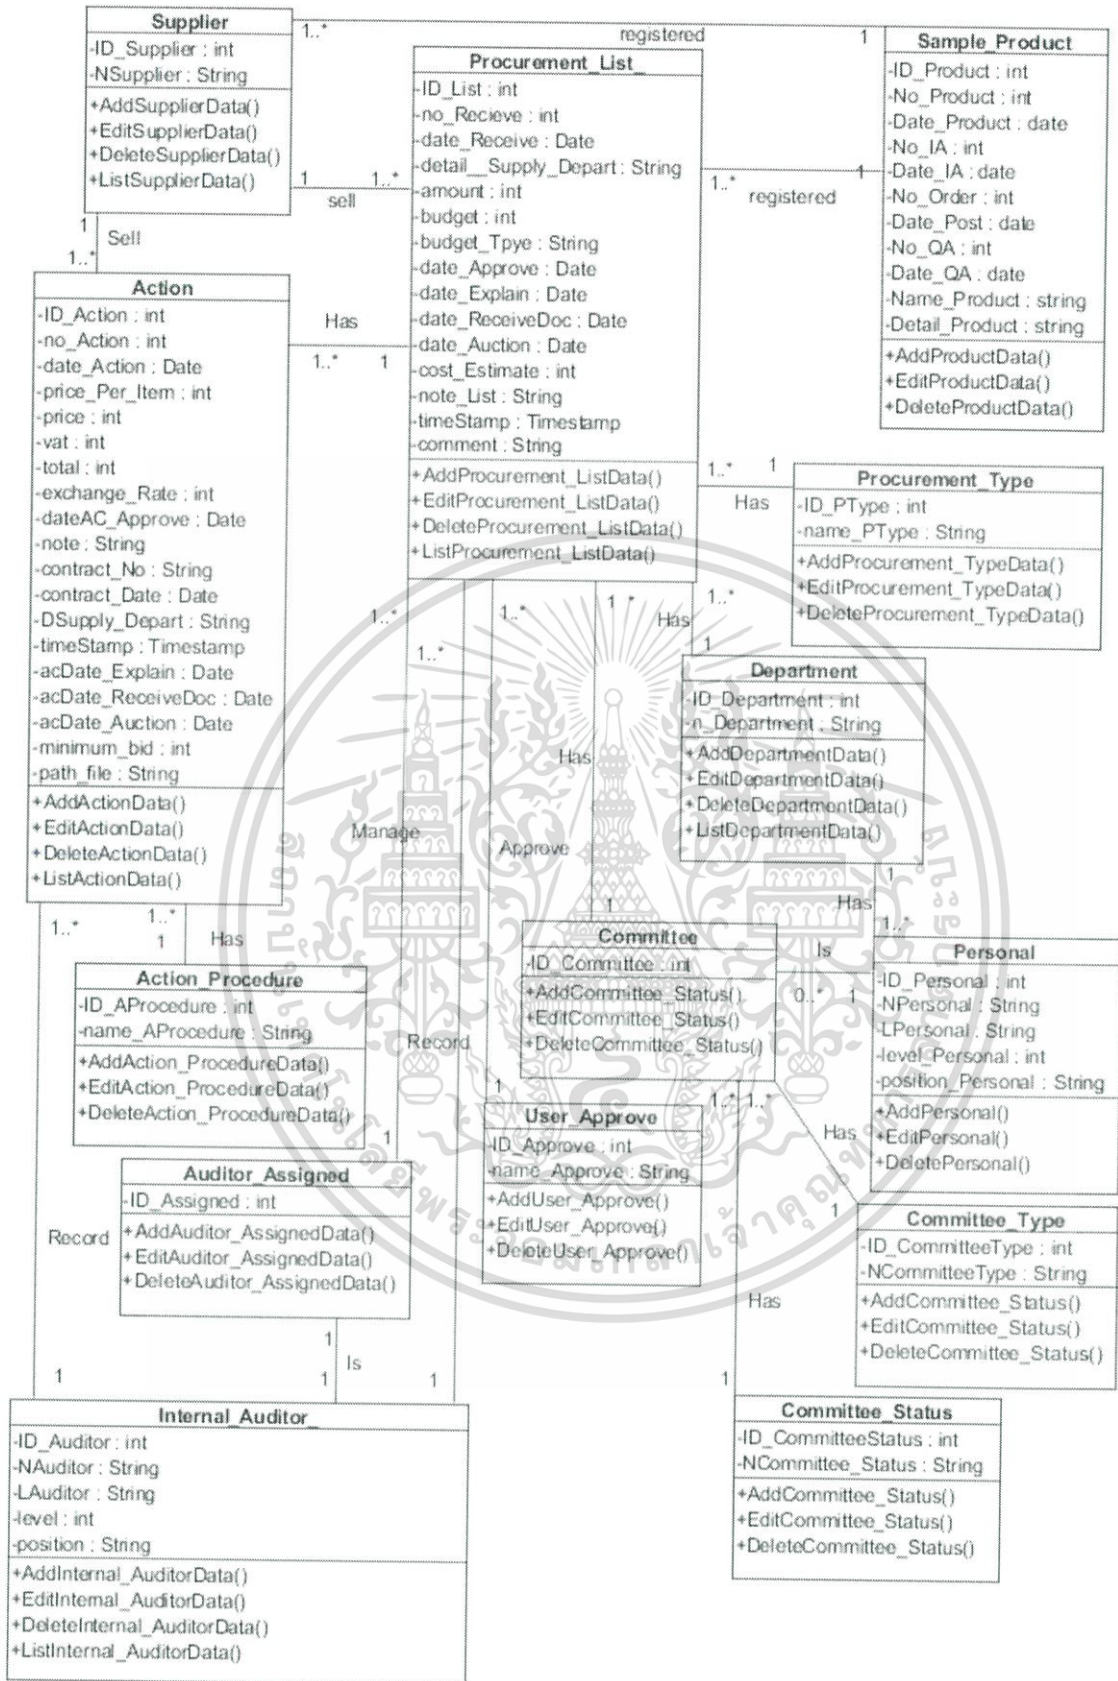 Supplier
-ID_Supplier : int
-NSupplier : String
+AddSupplierData()
+EditSupplierData()
+DeleteSupplierData()
+ListSupplierData()
1..*
registered
1
Sample_Product
-ID_Product : int
-No_Product : int
-Date_Product : date
-No_IA : int
-Date_IA : date
-No_Order : int
-Date_Post : date
-No_QA : int
-Date_QA : date
-Name_Product : string
-Detail_Product : string
+AddProductData()
+EditProductData()
+DeleteProductData()
Procurement_List_
-ID_List : int
-no_Recieve : int
-date_Receive : Date
-detail__Supply_Depart : String
-amount : int
-budget : int
-budget_Tpye : String
-date_Approve : Date
-date_Explain : Date
-date_ReceiveDoc : Date
-date_Auction : Date
-cost_Estimate : int
-note_List : String
-timeStamp : Timestamp
-comment : String
+AddProcurement_ListData()
+EditProcurement_ListData()
+DeleteProcurement_ListData()
+ListProcurement_ListData()
1 1..*
sell
1..* 1
registered
1
Sell
1..*
Action
-ID_Action : int
-no_Action : int
-date_Action : Date
-price_Per_Item : int
-price : int
-vat : int
-total : int
-exchange_Rate : int
-dateAC_Approve : Date
-note : String
-contract_No : String
-contract_Date : Date
-DSupply_Depart : String
-timeStamp : Timestamp
-acDate_Explain : Date
-acDate_ReceiveDoc : Date
-acDate_Auction : Date
-minimum_bid : int
-path_file : String
+AddActionData()
+EditActionData()
+DeleteActionData()
+ListActionData()
Has
1..* 1
1..* 1
Has
Procurement_Type
-ID_PType : int
-name_PType : String
+AddProcurement_TypeData()
+EditProcurement_TypeData()
+DeleteProcurement_TypeData()
1..*
1..*
1..*
1 *
1..*
Has
1
Department
-ID_Department : int
-n_Department : String
+AddDepartmentData()
+EditDepartmentData()
+DeleteDepartmentData()
+ListDepartmentData()
Has
Manage
Approve
1
Has
1..*
1
Committee
-ID_Committee : int
+AddCommittee_Status()
+EditCommittee_Status()
+DeleteCommittee_Status()
Is
0..* 1
Personal
-ID_Personal : int
-NPersonal : String
-LPersonal : String
-level_Personal : int
-position_Personal : String
+AddPersonal()
+EditPersonal()
+DeletePersonal()
1..*
1..*
1
Has
Action_Procedure
-ID_AProcedure : int
-name_AProcedure : String
+AddAction_ProcedureData()
+EditAction_ProcedureData()
+DeleteAction_ProcedureData()
Record
1
1
User_Approve
-ID_Approve : int
-name_Approve : String
+AddUser_Approve()
+EditUser_Approve()
+DeleteUser_Approve()
1..* 1..*
Has
1
Auditor_Assigned
-ID_Assigned : int
+AddAuditor_AssignedData()
+EditAuditor_AssignedData()
+DeleteAuditor_AssignedData()
Record
Committee_Type
-ID_CommitteeType : int
-NCommitteeType : String
+AddCommittee_Status()
+EditCommittee_Status()
+DeleteCommittee_Status()
Has
1
1
Is
1
1
1
1
Internal_Auditor_
-ID_Auditor : int
-NAuditor : String
-LAuditor : String
-level : int
-position : String
+AddInternal_AuditorData()
+EditInternal_AuditorData()
+DeleteInternal_AuditorData()
+ListInternal_AuditorData()
Committee_Status
-ID_CommitteeStatus : int
-NCommittee_Status : String
+AddCommittee_Status()
+EditCommittee_Status()
+DeleteCommittee_Status()